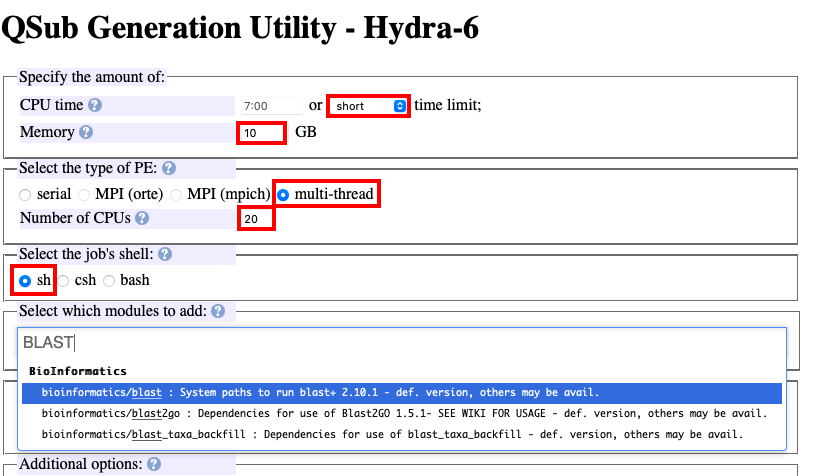 QSub Generation Utility - Hydra-6
Specify the amount of:
CPU time ? 7:00 or short time limit;
Memory ? 10 GB
Select the type of PE: ?
serial MPI (orte) MPI (mpich) multi-thread
Number of CPUs ? 20
Select the job's shell: ?
sh csh bash
Select which modules to add: ?
BLAST
BioInformatics
bioinformatics/blast : System paths to run blast+ 2.10.1 - def. version, others may be avail.
bioinformatics/blast2go : Dependencies for use of Blast2GO 1.5.1- SEE WIKI FOR USAGE - def. version, others may be avail.
bioinformatics/blast_taxa_backfill : Dependencies for use of blast_taxa_backfill - def. version, others may be avail.
Additional options: ?